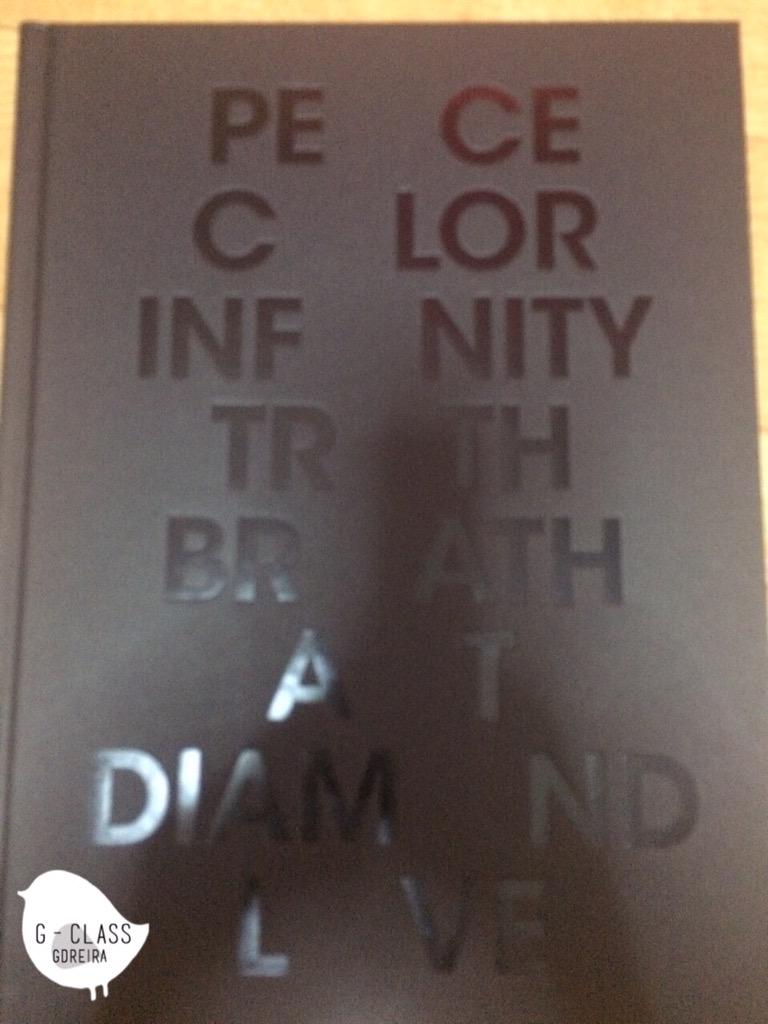 PE CE
C LOR
INF NITY
TR TH
BR ATH
A T
DIAM ND
L VE
G - CLASS
GDREIRA